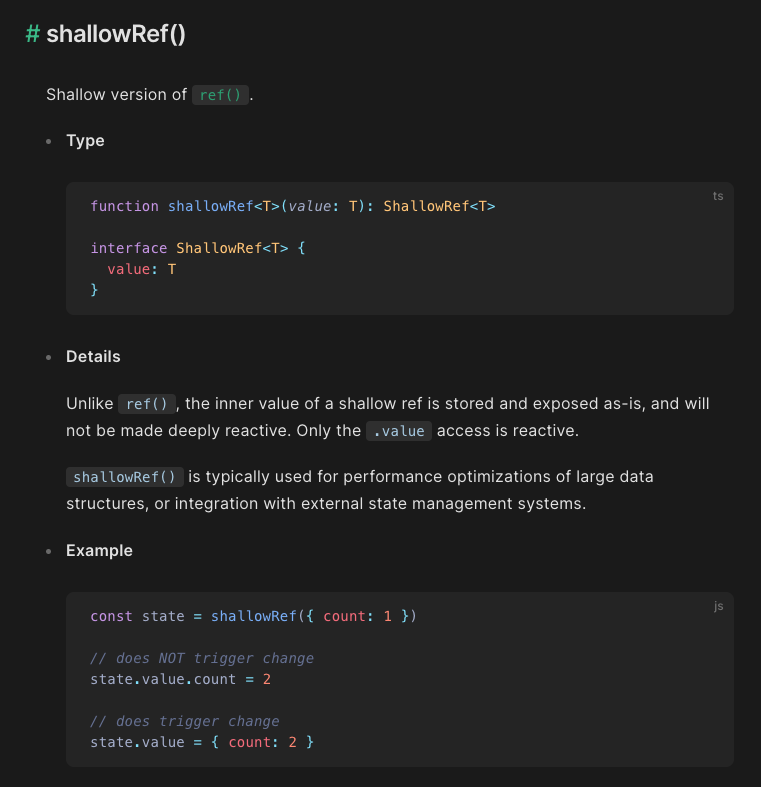 # shallowRef()
Shallow version of ref().
• Type
ts
function shallowRef<T>(value: T): ShallowRef<T>
interface ShallowRef<T> {
  value: T
}
• Details
Unlike ref(), the inner value of a shallow ref is stored and exposed as-is, and will
not be made deeply reactive. Only the .value access is reactive.
shallowRef() is typically used for performance optimizations of large data
structures, or integration with external state management systems.
• Example
js
const state = shallowRef({ count: 1 })
// does NOT trigger change
state.value.count = 2
// does trigger change
state.value = { count: 2 }